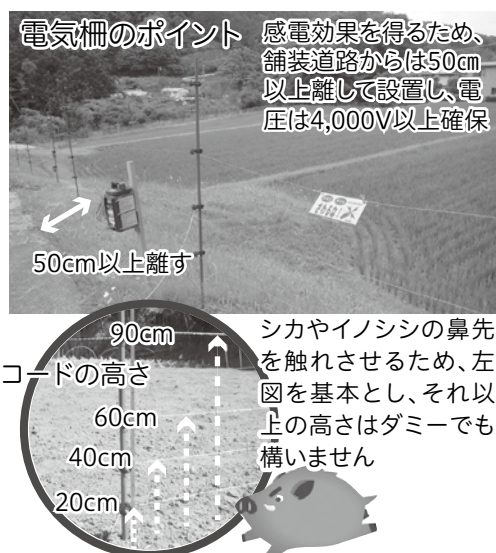 電気柵のポイント
感電効果を得るため、
舗装道路からは50㎝
以上離して設置し、電
圧は4,000V以上確保
50cm以上離す
90cm
コードの高さ
60cm
40cm
20cm
シカやイノシシの鼻先
を触れさせるため、左
図を基本とし、それ以
上の高さはダミーでも
構いません